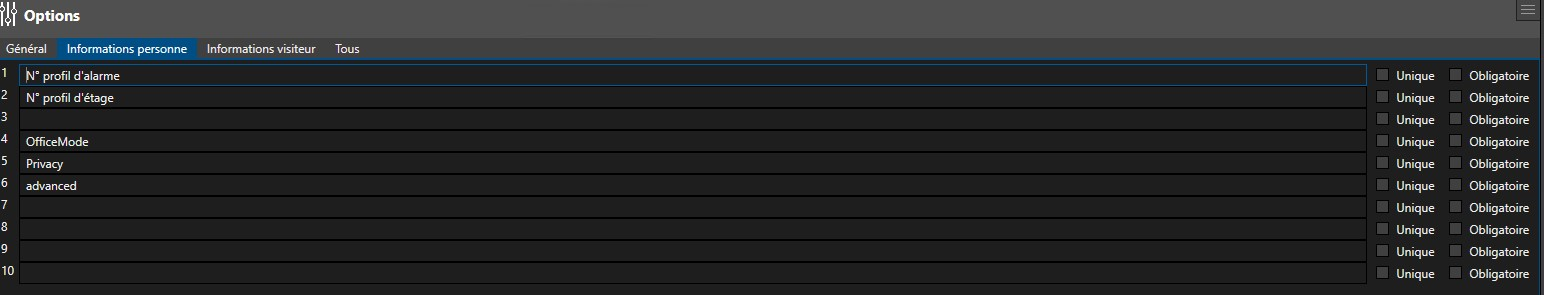 Options
Général Informations personne Informations visiteur Tous
1 N° profil d'alarme Unique Obligatoire
2 N° profil d'étage Unique Obligatoire
3 Unique Obligatoire
4 OfficeMode Unique Obligatoire
5 Privacy Unique Obligatoire
6 advanced Unique Obligatoire
7 Unique Obligatoire
8 Unique Obligatoire
9 Unique Obligatoire
10 Unique Obligatoire